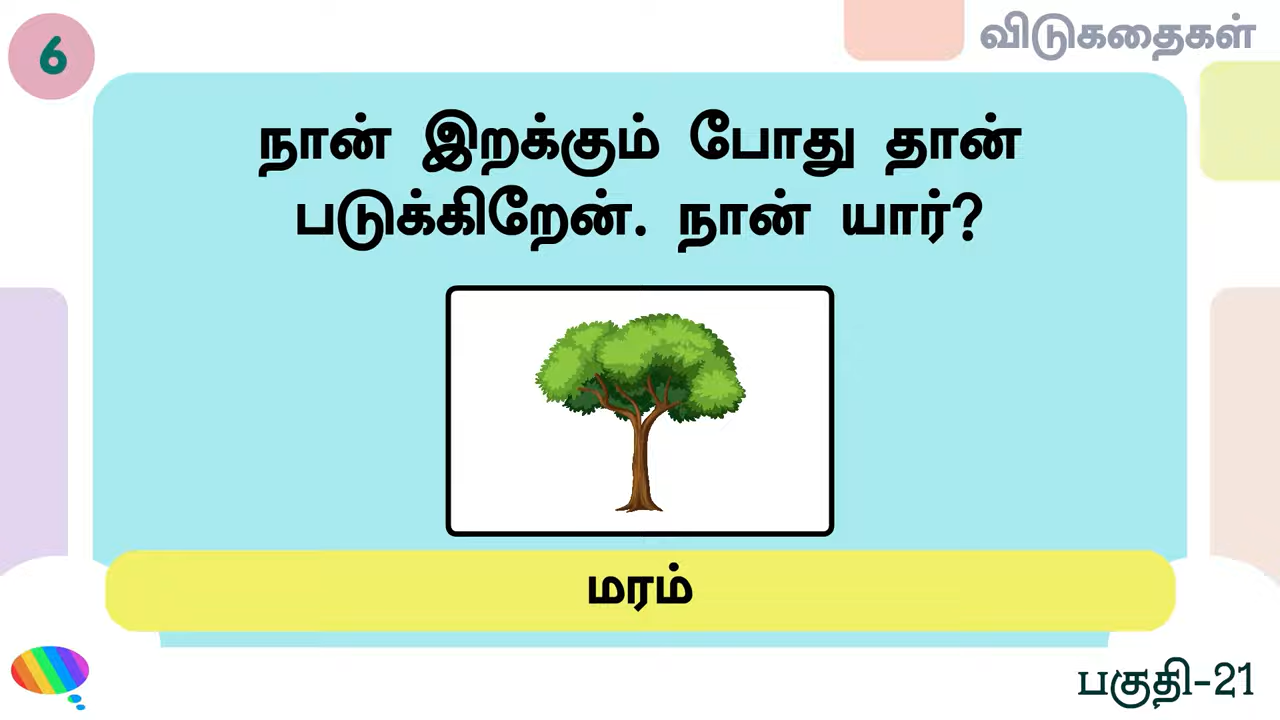 6
விடுகதைகள்
நான் இறக்கும் போது தான்
படுக்கிறேன். நான் யார்?
மரம்
பகுதி-21